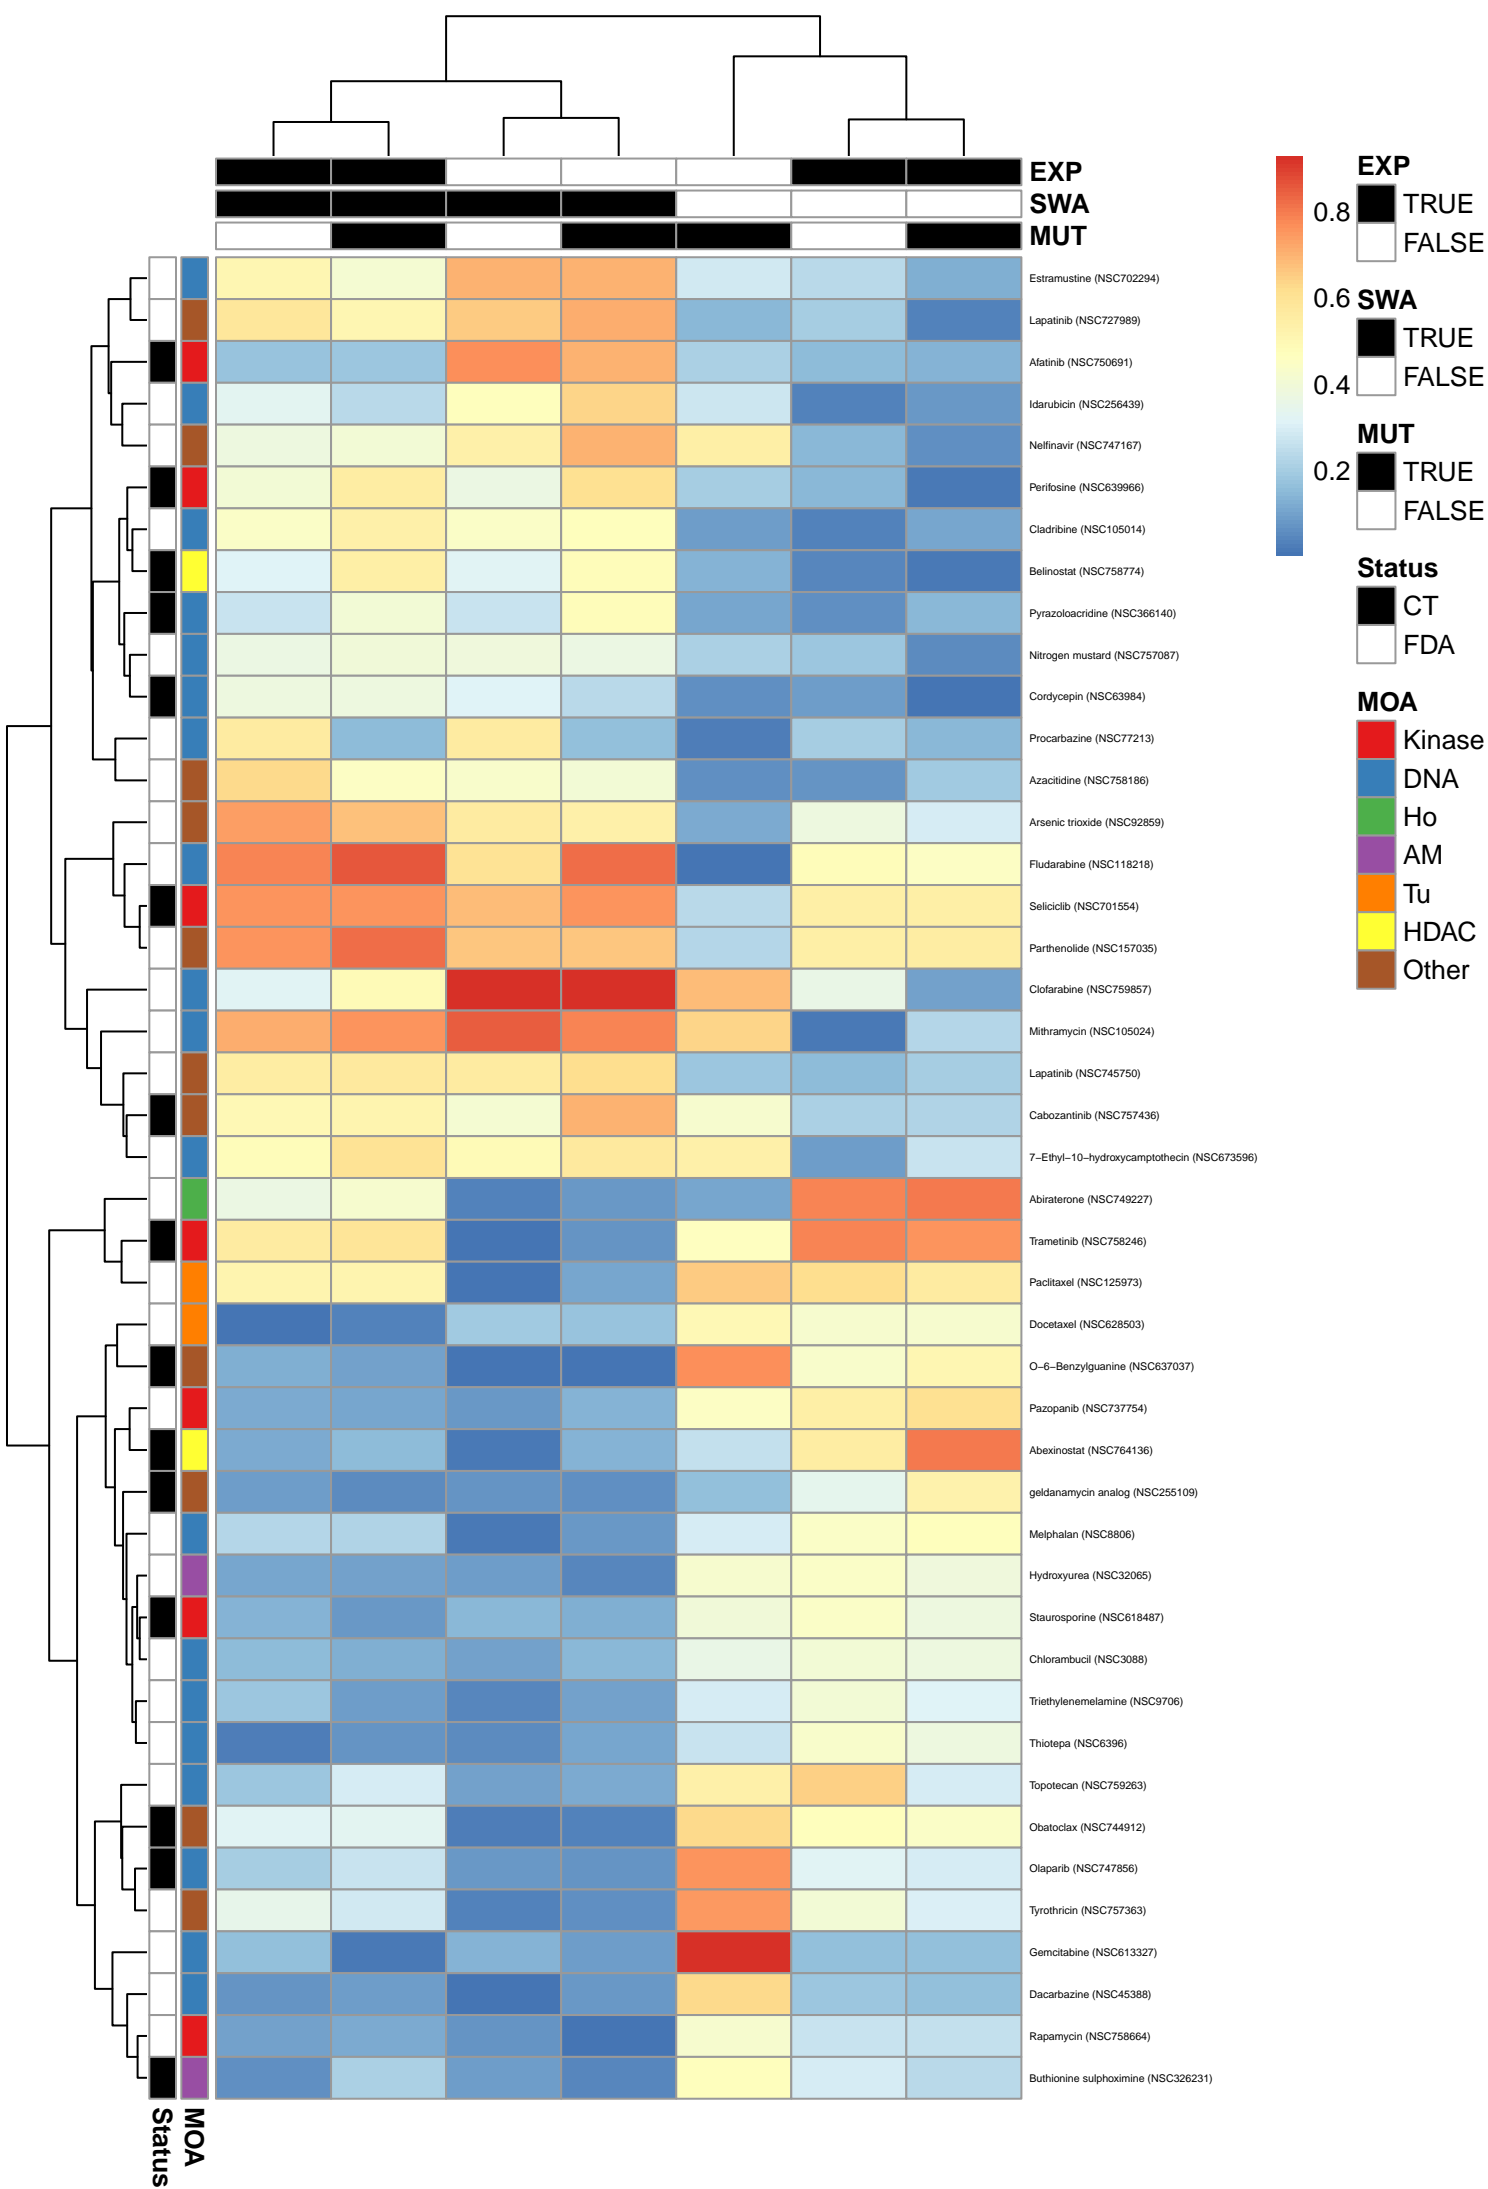 EXP
SWA
MUT
Estramustine (NSC702294)
Lapatinib (NSC727989)
Afatinib (NSC750691)
Idarubicin (NSC256439)
Nelfinavir (NSC747167)
Perifosine (NSC639966)
Cladribine (NSC105014)
Belinostat (NSC758774)
Pyrazoloacridine (NSC366140)
Nitrogen mustard (NSC757087)
Cordycepin (NSC63984)
Procarbazine (NSC77213)
Azacitidine (NSC758186)
Arsenic trioxide (NSC92859)
Fludarabine (NSC118218)
Seliciclib (NSC701554)
Parthenolide (NSC157035)
Clofarabine (NSC759857)
Mithramycin (NSC105024)
Lapatinib (NSC745750)
Cabozantinib (NSC757436)
7−Ethyl−10−hydroxycamptothecin (NSC673596)
Abiraterone (NSC749227)
Trametinib (NSC758246)
Paclitaxel (NSC125973)
Docetaxel (NSC628503)
O−6−Benzylguanine (NSC637037)
Pazopanib (NSC737754)
Abexinostat (NSC764136)
geldanamycin analog (NSC255109)
Melphalan (NSC8806)
Hydroxyurea (NSC32065)
Staurosporine (NSC618487)
Chlorambucil (NSC3088)
Triethylenemelamine (NSC9706)
Thiotepa (NSC6396)
Topotecan (NSC759263)
Obatoclax (NSC744912)
Olaparib (NSC747856)
Tyrothricin (NSC757363)
Gemcitabine (NSC613327)
Dacarbazine (NSC45388)
Rapamycin (NSC758664)
Buthionine sulphoximine (NSC326231)
Status
MOA
0.8
0.6
0.4
0.2
EXP
TRUE
FALSE
SWA
TRUE
FALSE
MUT
TRUE
FALSE
Status
CT
FDA
MOA
Kinase
DNA
Ho
AM
Tu
HDAC
Other